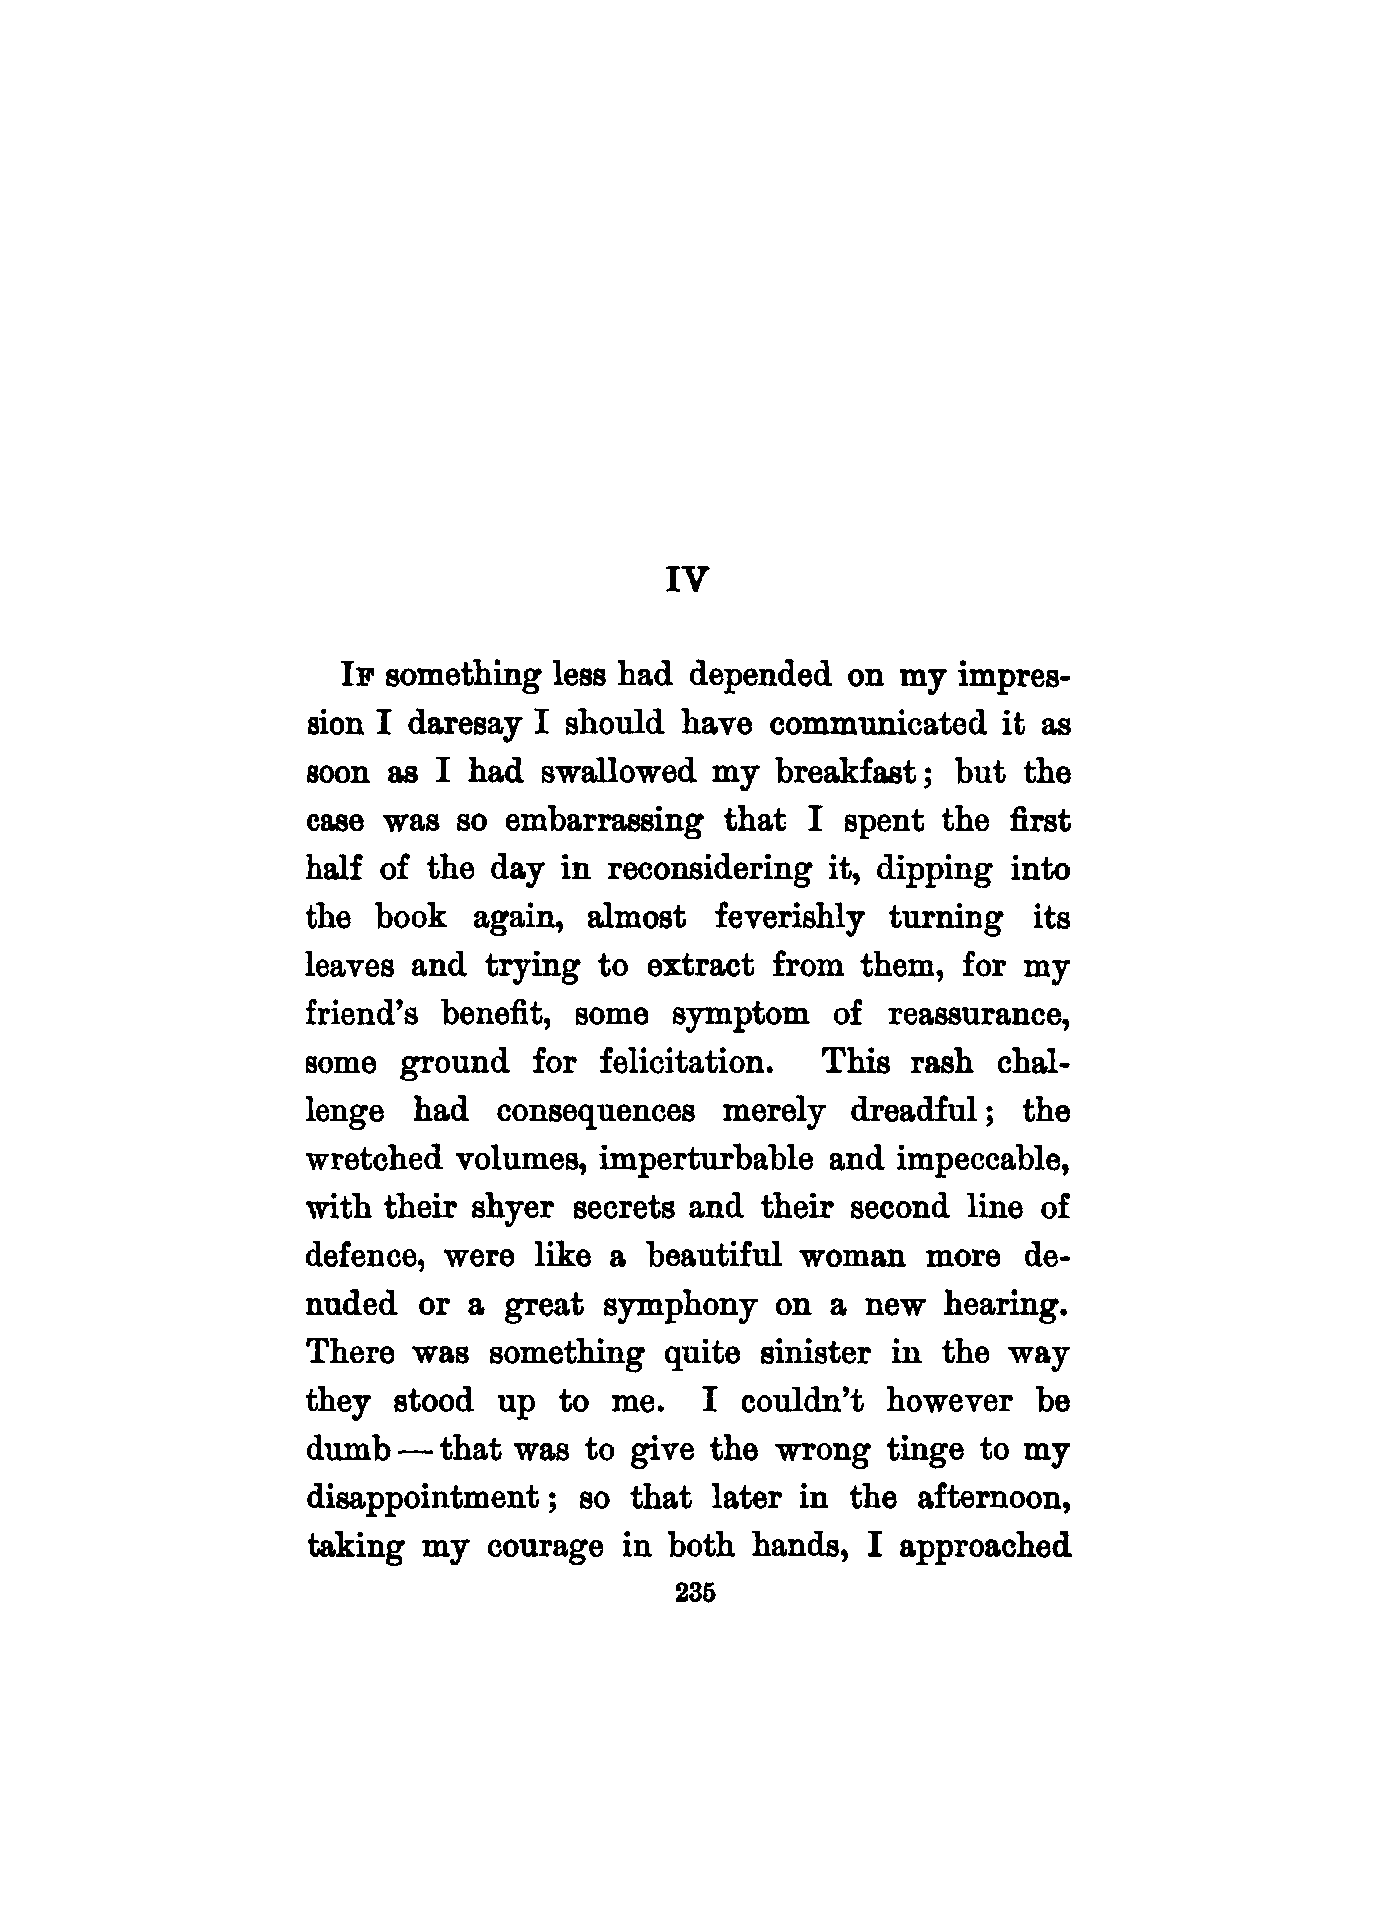 IV
IF something less had depended on my impres-
sion I daresay I should have communicated it as
soon as I had swallowed my breakfast; but the
case was so embarrassing that I spent the first
half of the day in reconsidering it, dipping into
the book again, almost feverishly turning its
leaves and trying to extract from them, for my
friend's benefit, some symptom of reassurance,
some ground for felicitation. This rash chal-
lenge had consequences merely dreadful; the
wretched volumes, imperturbable and impeccable,
with their shyer secrets and their second line of
defence, were like a beautiful woman more de-
nuded or a great symphony on a new hearing.
There was something quite sinister in the way
they stood up to me. I couldn't however be
dumb—that was to give the wrong tinge to my
disappointment; so that later in the afternoon,
taking my courage in both hands, I approached
235